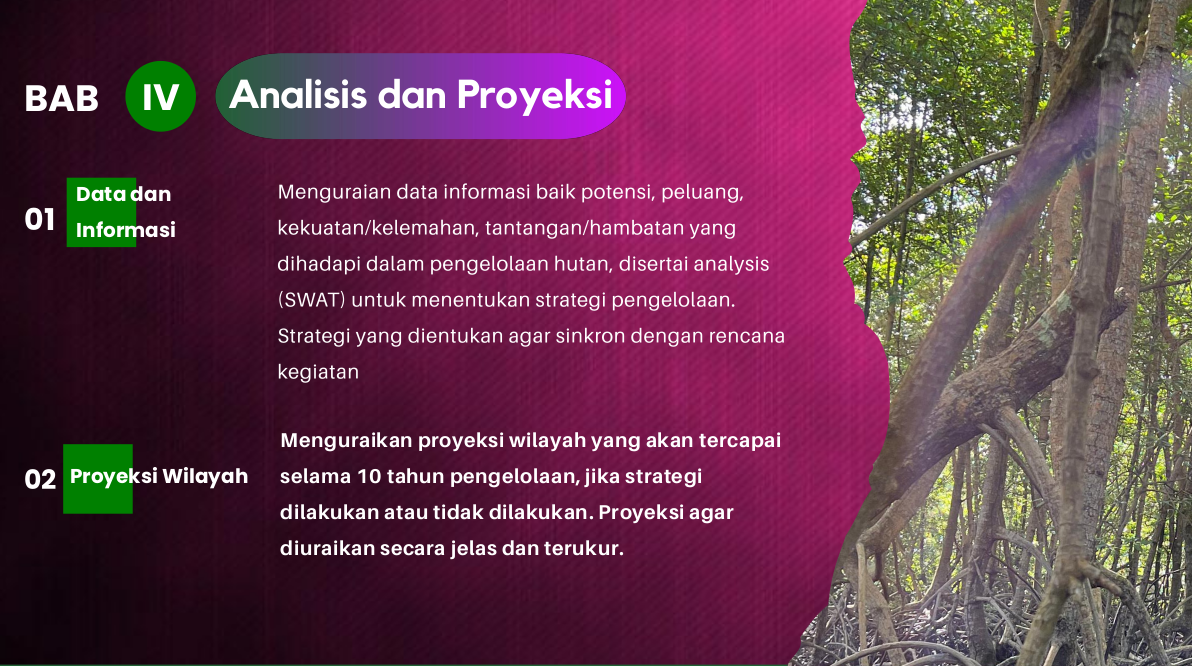 BAB IV Analisis dan Proyeksi
01
Data dan
Informasi
Menguraian data informasi baik potensi, peluang,
kekuatan/kelemahan, tantangan/hambatan yang
dihadapi dalam pengelolaan hutan, disertai analysis
(SWAT) untuk menentukan strategi pengelolaan.
Strategi yang dientukan agar sinkron dengan rencana
kegiatan
02
Proyeksi Wilayah
Menguraikan proyeksi wilayah yang akan tercapai
selama 10 tahun pengelolaan, jika strategi
dilakukan atau tidak dilakukan. Proyeksi agar
diuraikan secara jelas dan terukur.